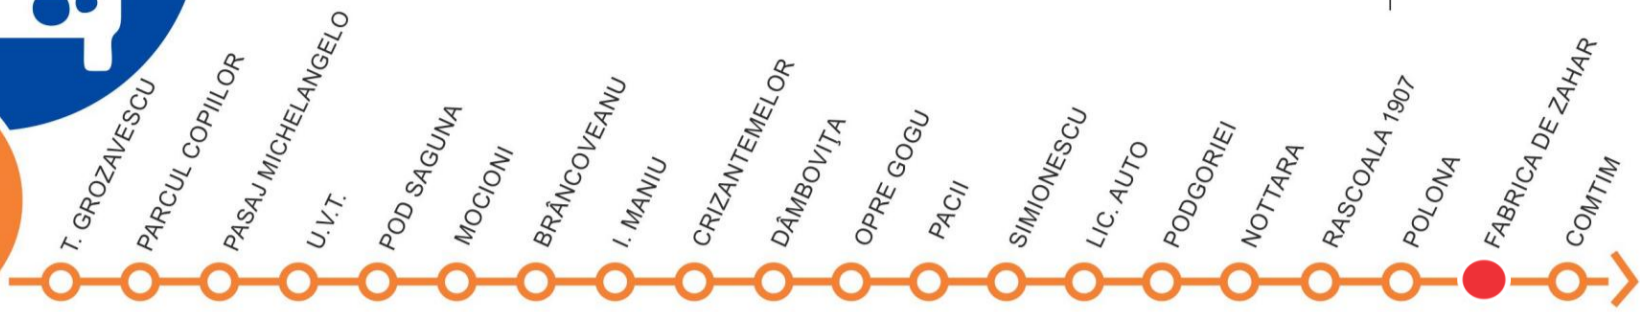 T. GROZAVESCU
PARCUL COPIILOR
PASAJ MICHELANGELO
U.V.T.
POD SAGUNA
MOCIONI
BRÂNCOVEANU
I. MANIU
CRIZANTEMELOR
DÂMBOVIŢA
OPRE GOGU
PACII
SIMIONESCU
LIC. AUTO
PODGORIEI
NOTTARA
RASCOALA 1907
POLONA
FABRICA DE ZAHAR
COMTIM